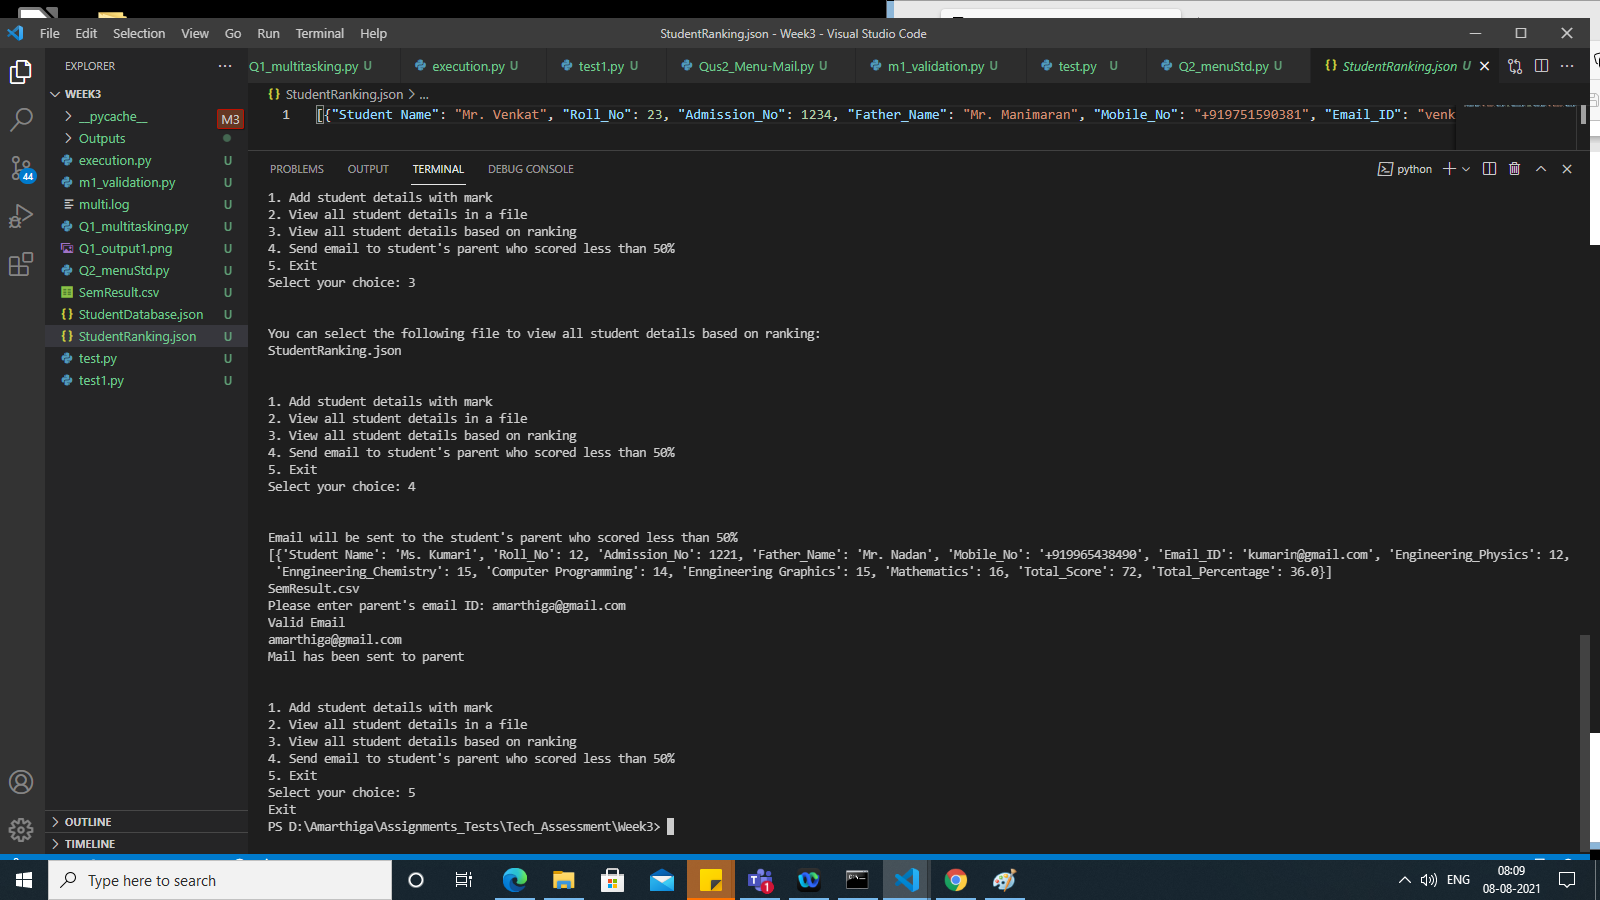 File Edit Selection View Go Run Terminal Help
StudentRanking.json - Week3 - Visual Studio Code
EXPLORER
Q1_multitasking.py U
execution.py U
test1.py U
Qus2_Menu-Mail.py U
m1_validation.py U
test.py U
Q2_menuStd.py U
{} StudentRanking.json U
WEEK3
__pycache__
M3
Outputs
execution.py U
m1_validation.py U
multi.log U
Q1_multitasking.py U
Q1_output1.png U
Q2_menuStd.py U
SemResult.csv U
{} StudentDatabase.json U
{} StudentRanking.json U
test.py U
test1.py U
44
OUTLINE
TIMELINE
{} StudentRanking.json > ...
1 [{"Student Name": "Mr. Venkat", "Roll_No": 23, "Admission_No": 1234, "Father_Name": "Mr. Manimaran", "Mobile_No": "+919751590381", "Email_ID": "venk
PROBLEMS OUTPUT TERMINAL DEBUG CONSOLE
python
1. Add student details with mark
2. View all student details in a file
3. View all student details based on ranking
4. Send email to student's parent who scored less than 50%
5. Exit
Select your choice: 3
You can select the following file to view all student details based on ranking:
StudentRanking.json
1. Add student details with mark
2. View all student details in a file
3. View all student details based on ranking
4. Send email to student's parent who scored less than 50%
5. Exit
Select your choice: 4
Email will be sent to the student's parent who scored less than 50%
[{'Student Name': 'Ms. Kumari', 'Roll_No': 12, 'Admission_No': 1221, 'Father_Name': 'Mr. Nadan', 'Mobile_No': '+919965438490', 'Email_ID': 'kumarin@gmail.com', 'Engineering_Physics': 12,
'Enngineering_Chemistry': 15, 'Computer Programming': 14, 'Enngineering Graphics': 15, 'Mathematics': 16, 'Total_Score': 72, 'Total_Percentage': 36.0}]
SemResult.csv
Please enter parent's email ID: amarthiga@gmail.com
Valid Email
amarthiga@gmail.com
Mail has been sent to parent
1. Add student details with mark
2. View all student details in a file
3. View all student details based on ranking
4. Send email to student's parent who scored less than 50%
5. Exit
Select your choice: 5
Exit
PS D:\Amarthiga\Assignments_Tests\Tech_Assessment\Week3>
Type here to search
1
ENG
08:09
08-08-2021